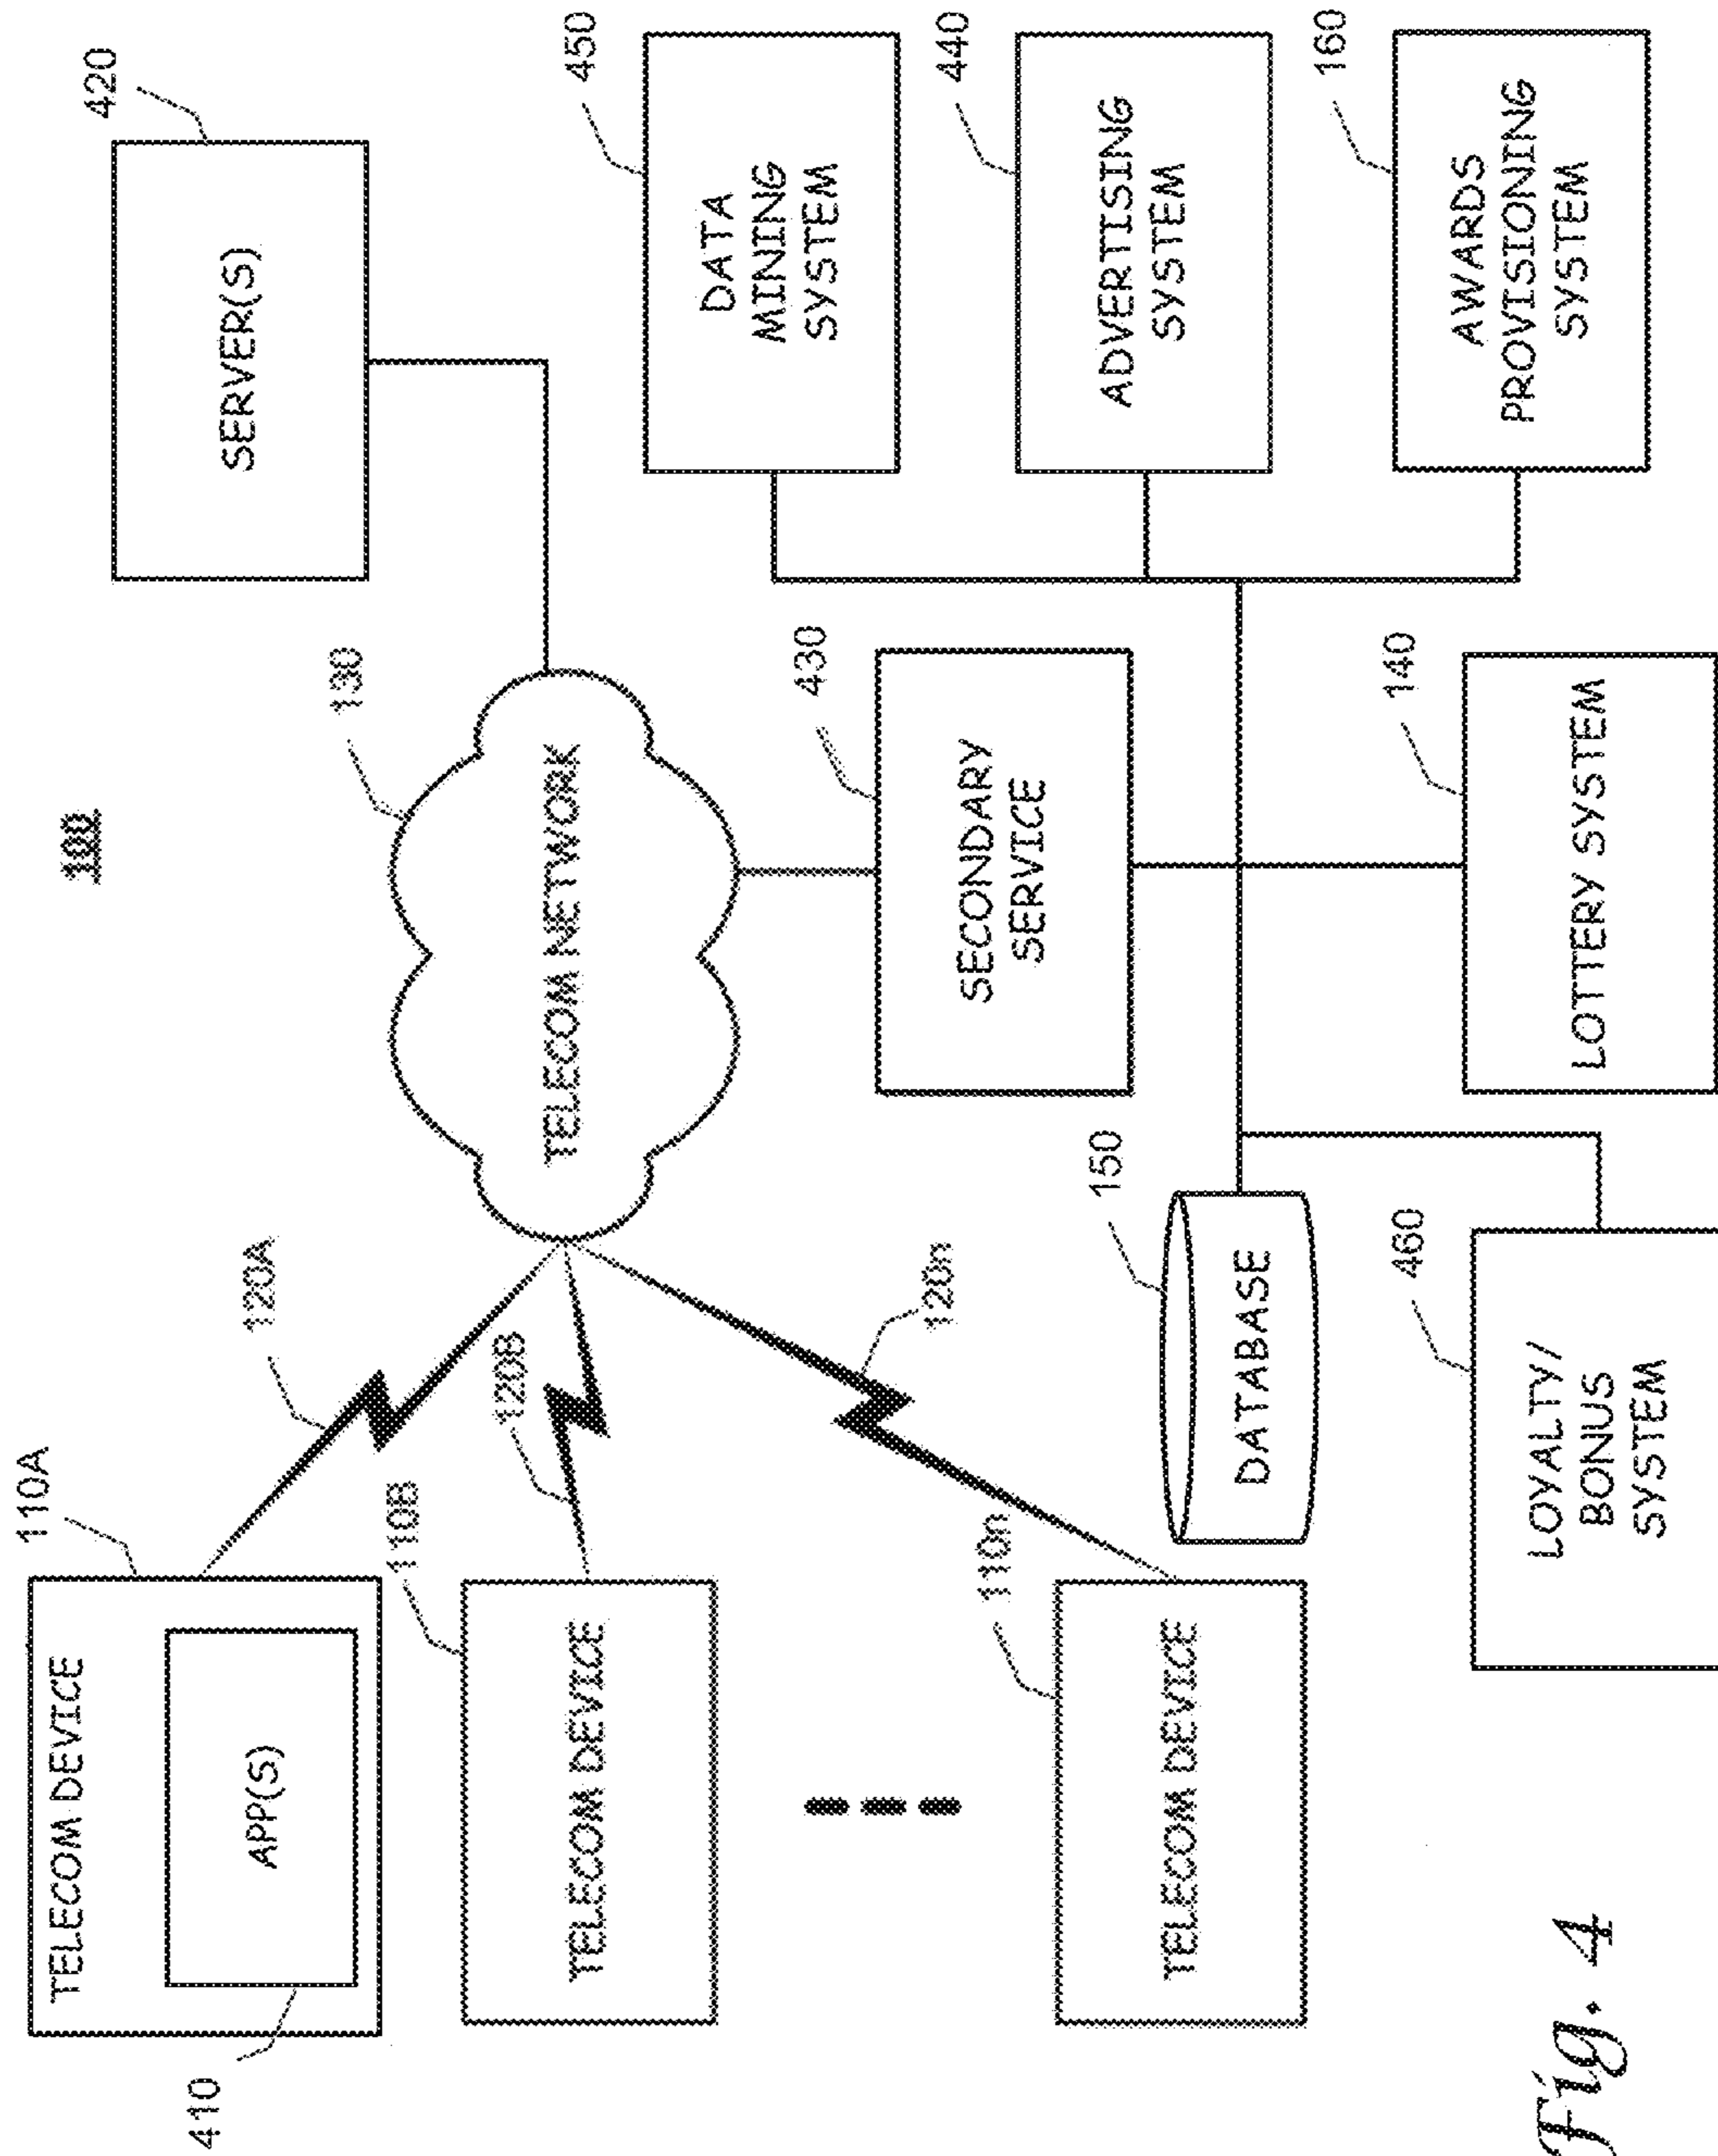 100
110A
TELECOM DEVICE
APP(S)
410
120A
130
TELECOM NETWORK
420
SERVER(S)
110B
TELECOM DEVICE
120B
110n
TELECOM DEVICE
120n
430
SECONDARY
SERVICE
450
DATA
MINING
SYSTEM
440
ADVERTISING
SYSTEM
160
AWARDS
PROVISIONING
SYSTEM
150
DATABASE
140
LOTTERY SYSTEM
460
LOYALTY/
BONUS
SYSTEM
Fig. 4